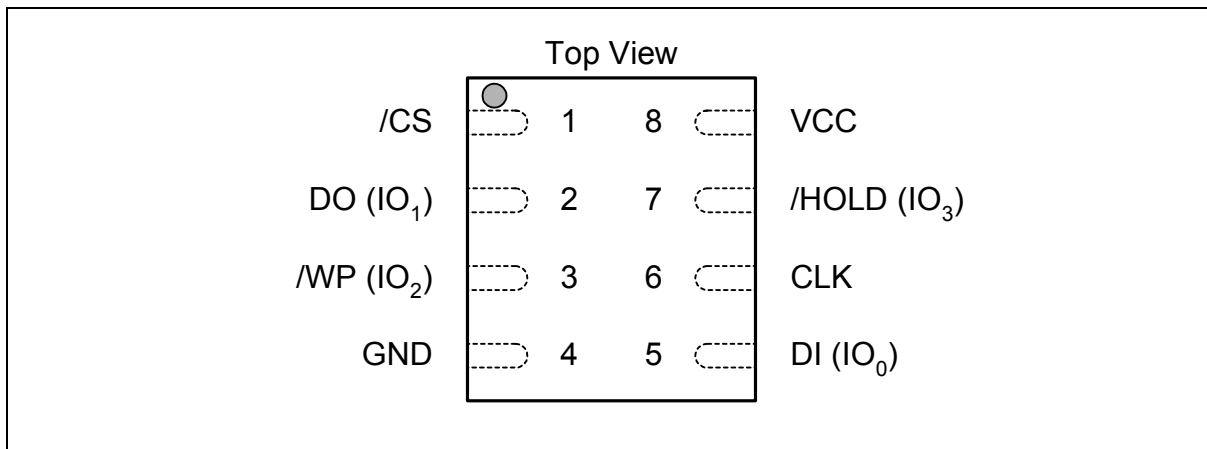 Top View
/CS 1 8 VCC
DO (IO₁) 2 7 /HOLD (IO₃)
/WP (IO₂) 3 6 CLK
GND 4 5 DI (IO₀)